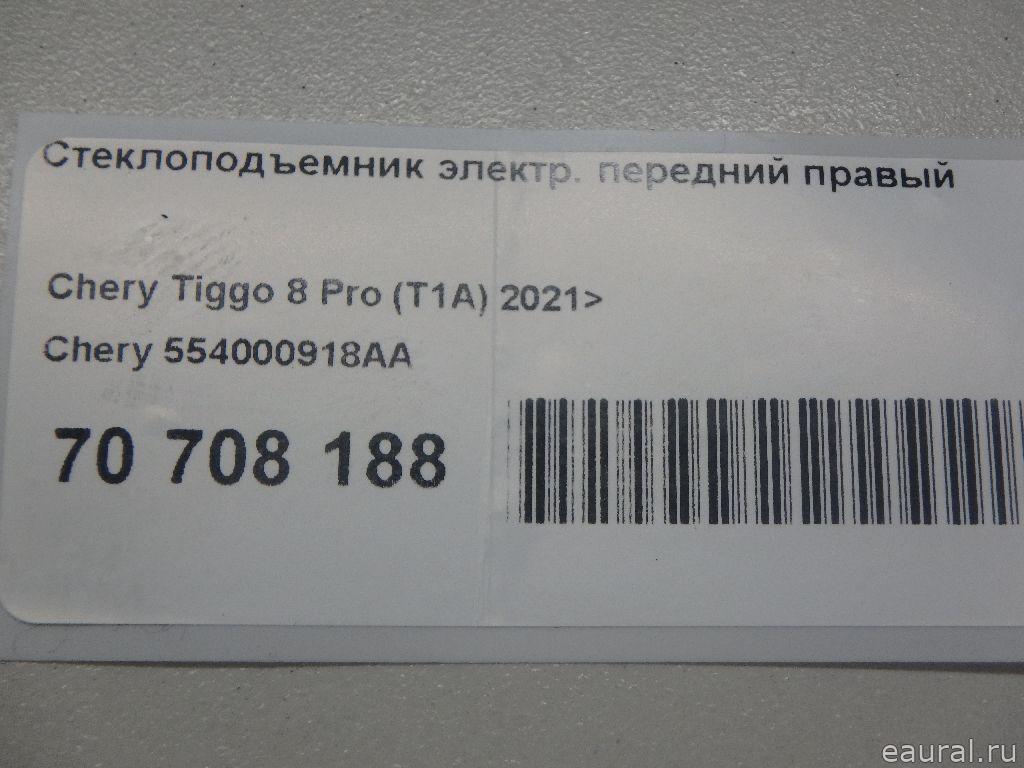 Стеклоподъемник электр. передний правый
Chery Tiggo 8 Pro (T1A) 2021>
Chery 554000918AA
70 708 188
eaural.ru